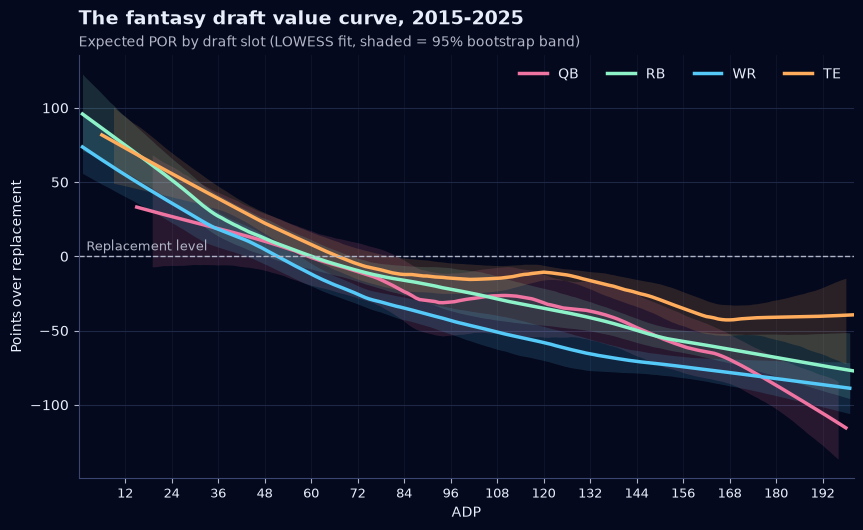 The fantasy draft value curve, 2015-2025
Expected POR by draft slot (LOWESS fit, shaded = 95% bootstrap band)
QB RB WR TE
Points over replacement
100
50
0
−50
−100
Replacement level
12 24 36 48 60 72 84 96 108 120 132 144 156 168 180 192
ADP